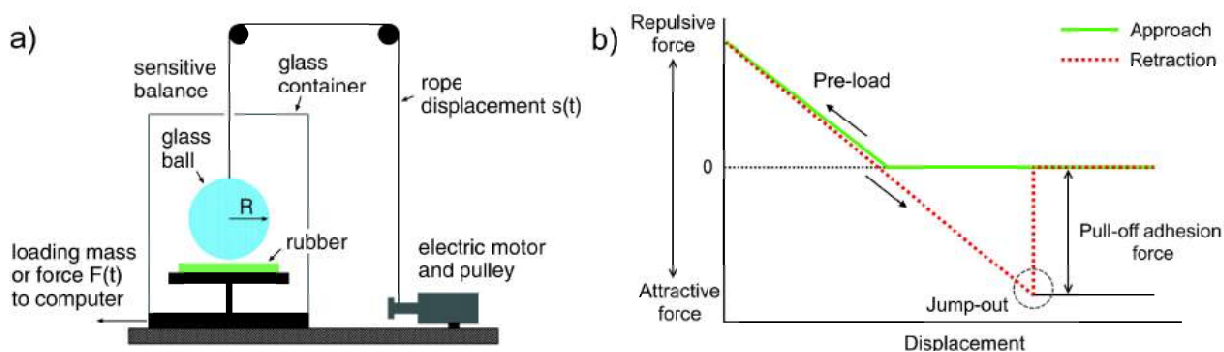 a)
sensitive
balance
glass
container
rope
displacement s(t)
glass
ball
R
rubber
loading mass
or force F(t)
to computer
electric motor
and pulley
b)
Repulsive
force
Approach
Retraction
Pre-load
0
Pull-off adhesion
force
Attractive
force
Jump-out
Displacement